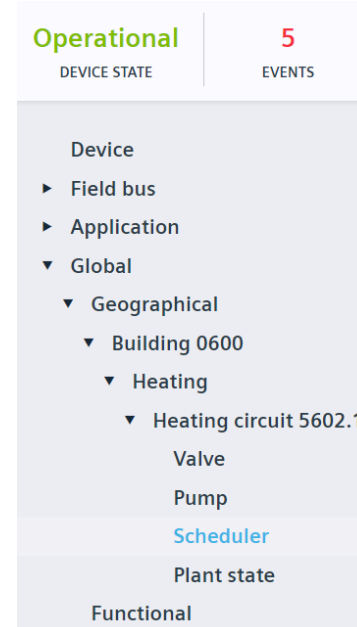 Operational 5
DEVICE STATE EVENTS
Device
Field bus
Application
Global
Geographical
Building 0600
Heating
Heating circuit 5602.1
Valve
Pump
Scheduler
Plant state
Functional